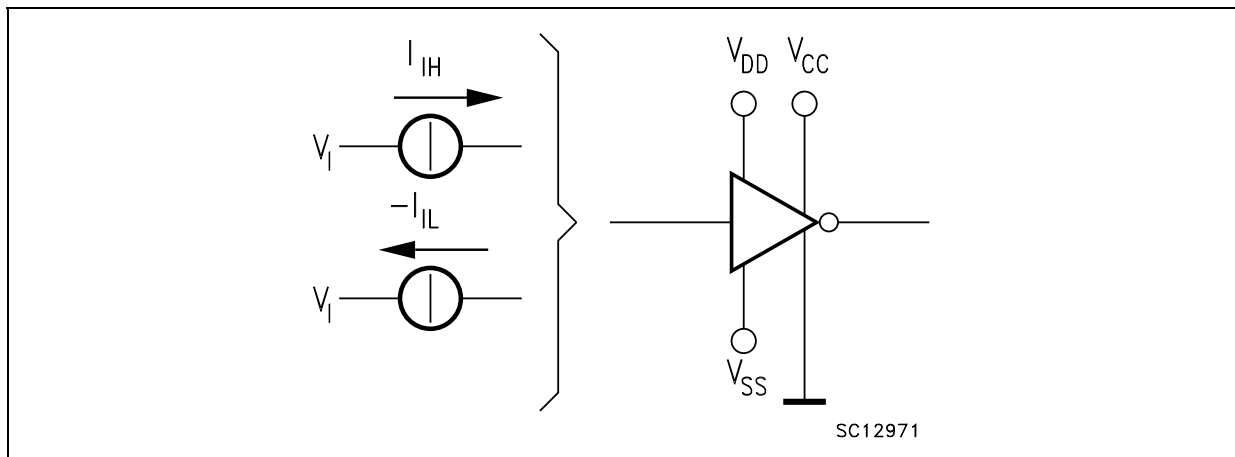 I IH
V DD V CC
V I
–I IL
V I
V SS
SC12971